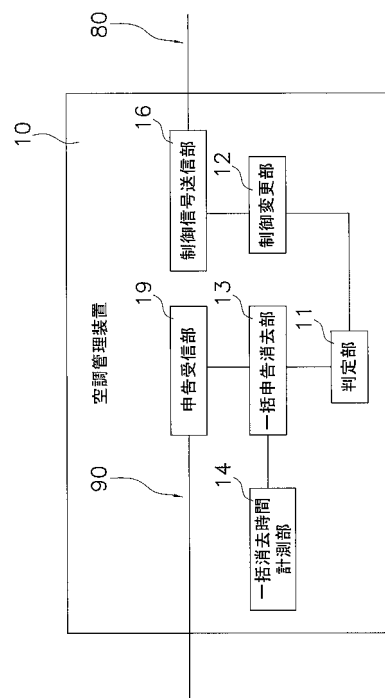 10
空調管理装置
80
90
19
申告受信部
16
制御信号送信部
14
一括消去時間
計測部
13
一括申告消去部
12
制御変更部
11
判定部